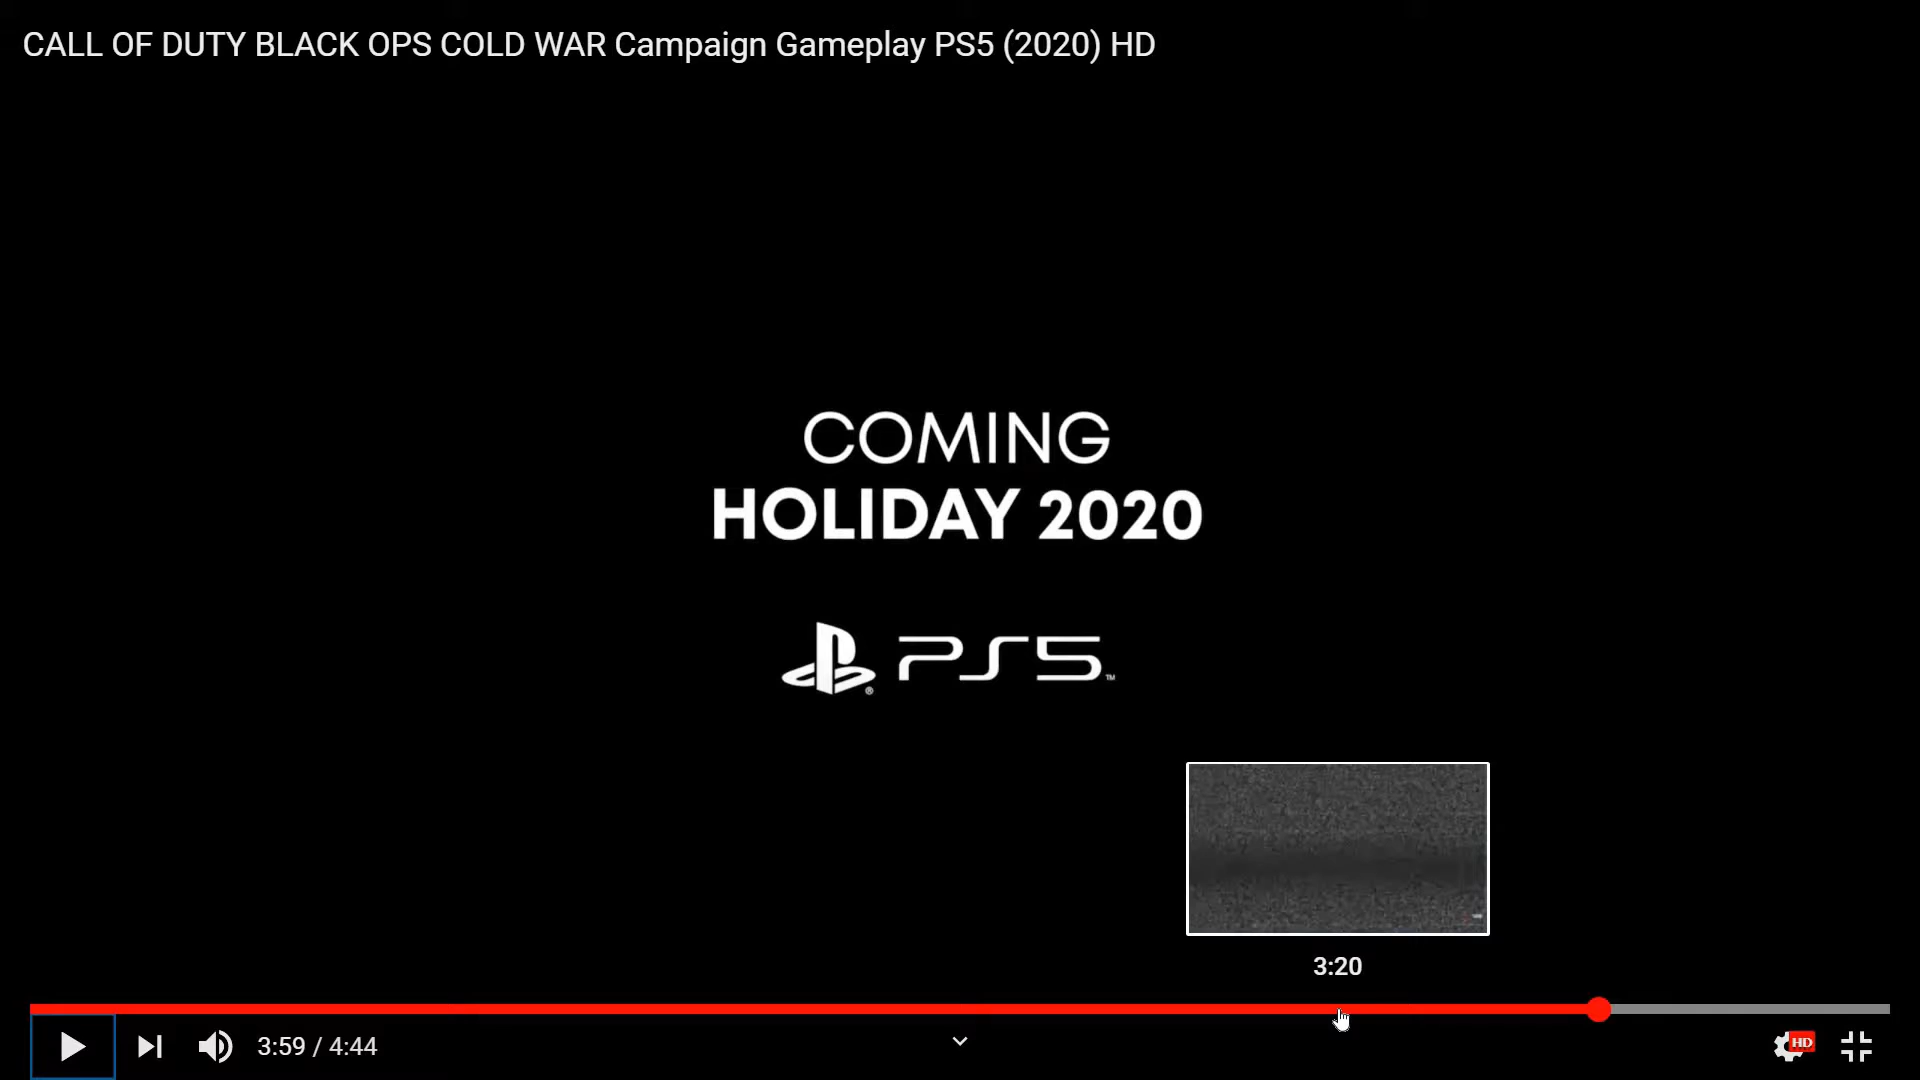 CALL OF DUTY BLACK OPS COLD WAR Campaign Gameplay PS5 (2020) HD
COMING
HOLIDAY 2020
PS5™
3:20
3:59 / 4:44
HD